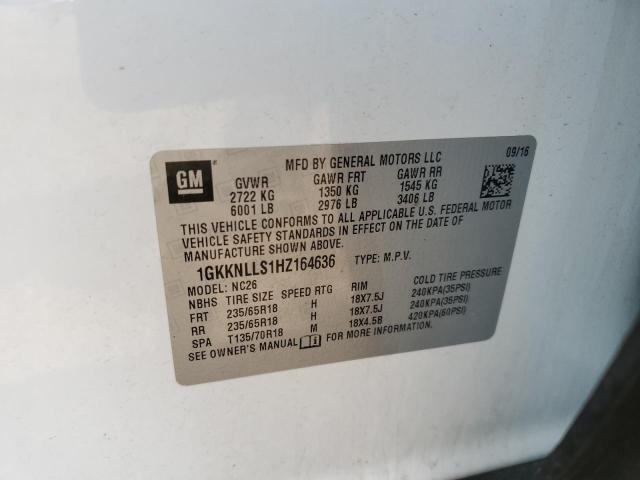 GM
MFD BY GENERAL MOTORS LLC 09/16
GVWR GAWR FRT GAWR RR
2722 KG 1350 KG 1545 KG
6001 LB 2976 LB 3406 LB
THIS VEHICLE CONFORMS TO ALL APPLICABLE U.S. FEDERAL MOTOR
VEHICLE SAFETY STANDARDS IN EFFECT ON THE DATE OF
MANUFACTURE SHOWN ABOVE.
1GKKNLLS1HZ164636 TYPE: M.P.V.
MODEL: NC26
NBHS TIRE SIZE SPEED RTG RIM COLD TIRE PRESSURE
FRT 235/65R18 H 18X7.5J 240KPA(35PSI)
RR 235/65R18 H 18X7.5J 240KPA(35PSI)
SPA T135/70R18 M 18X4.5B 420KPA(60PSI)
SEE OWNER'S MANUAL FOR MORE INFORMATION.